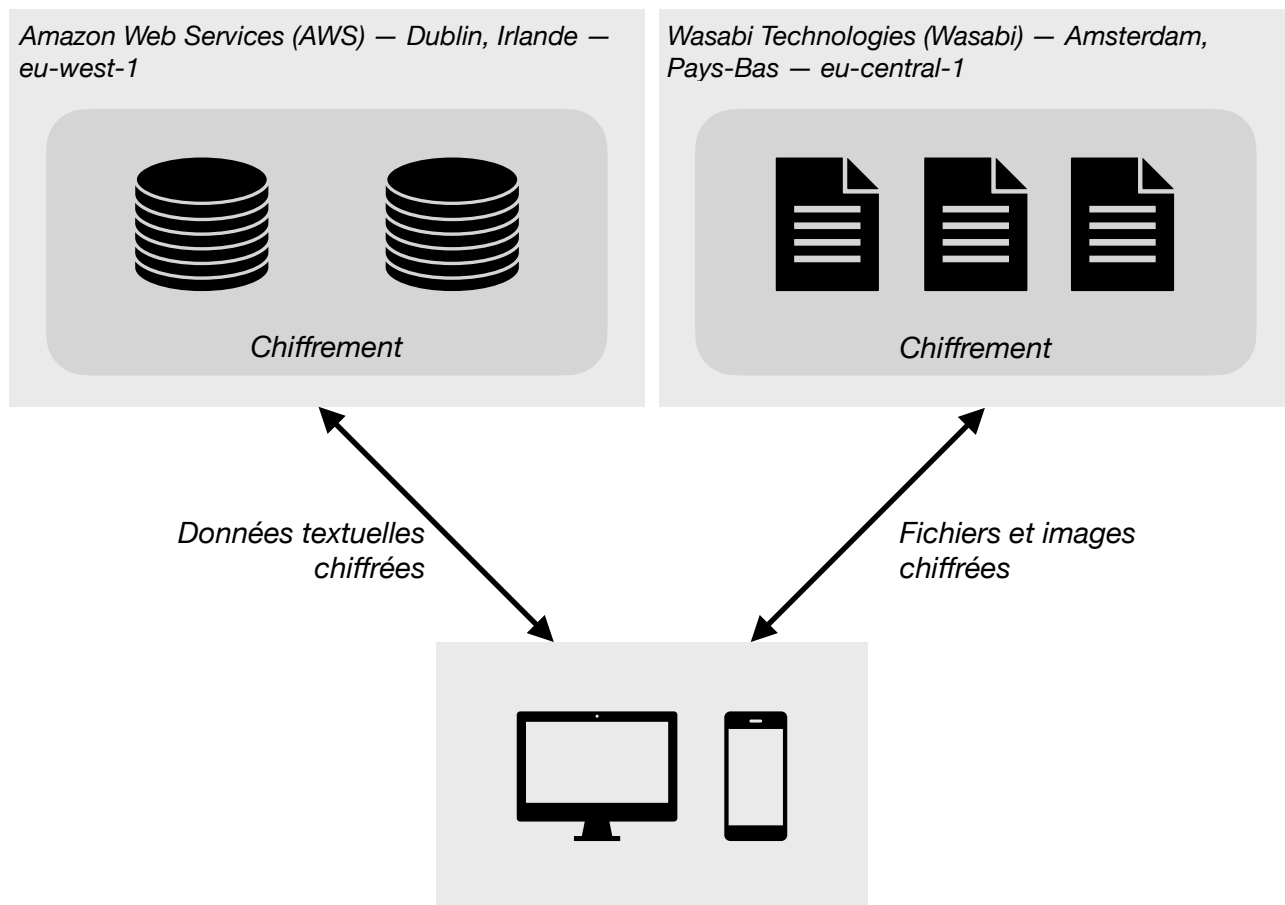 Amazon Web Services (AWS) — Dublin, Irlande —
eu-west-1
Wasabi Technologies (Wasabi) — Amsterdam,
Pays-Bas — eu-central-1
Chiffrement
Chiffrement
Données textuelles
chiffrées
Fichiers et images
chiffrées